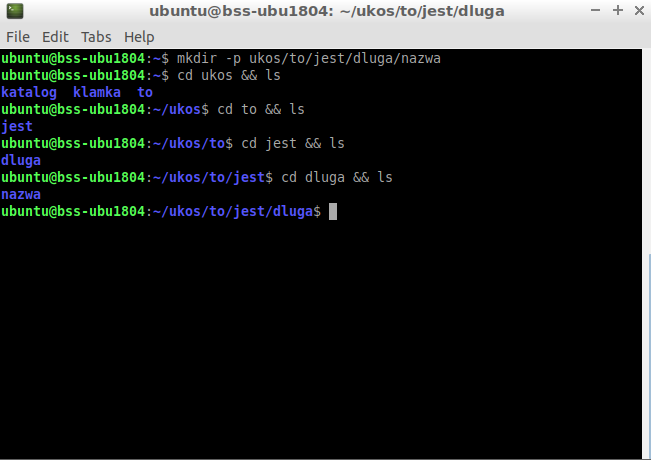 ubuntu@bss-ubu1804: ~/ukos/to/jest/dluga
File Edit Tabs Help
ubuntu@bss-ubu1804:~$ mkdir -p ukos/to/jest/dluga/nazwa
ubuntu@bss-ubu1804:~$ cd ukos && ls
katalog  klamka  to
ubuntu@bss-ubu1804:~/ukos$ cd to && ls
jest
ubuntu@bss-ubu1804:~/ukos/to$ cd jest && ls
dluga
ubuntu@bss-ubu1804:~/ukos/to/jest$ cd dluga && ls
nazwa
ubuntu@bss-ubu1804:~/ukos/to/jest/dluga$